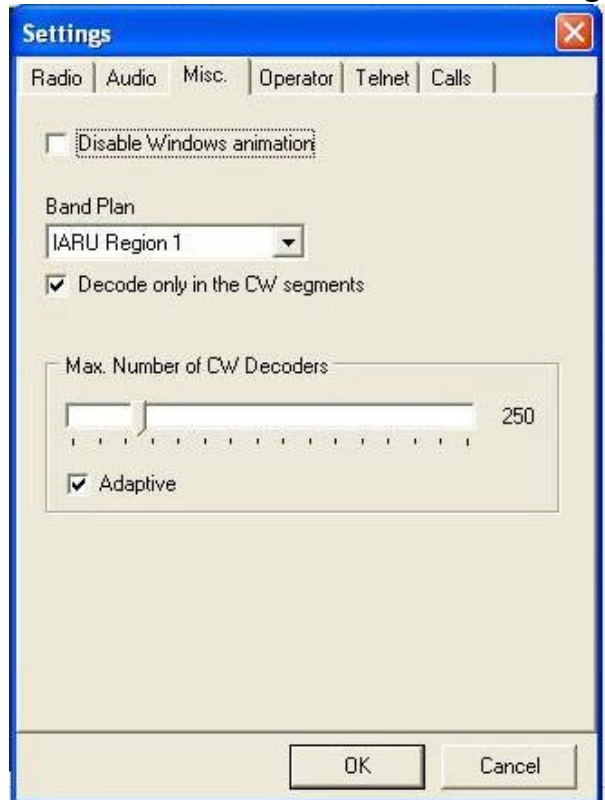 Settings
Radio Audio Misc. Operator Telnet Calls
Disable Windows animation
Band Plan
IARU Region 1
Decode only in the CW segments
Max. Number of CW Decoders
250
Adaptive
OK Cancel